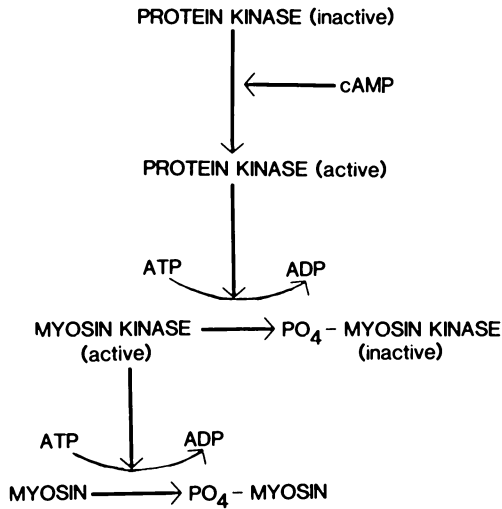 PROTEIN KINASE (inactive)
cAMP
PROTEIN KINASE (active)
ATP ADP
MYOSIN KINASE PO4 - MYOSIN KINASE
(active) (inactive)
ATP ADP
MYOSIN PO4 - MYOSIN